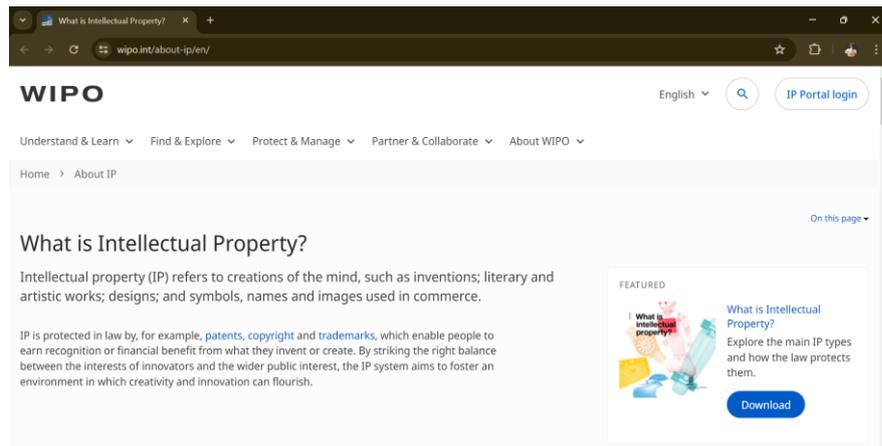 What is Intellectual Property?
wipo.int/about-ip/en/
WIPO
English
IP Portal login
Understand & Learn Find & Explore Protect & Manage Partner & Collaborate About WIPO
Home > About IP
On this page
What is Intellectual Property?
Intellectual property (IP) refers to creations of the mind, such as inventions; literary and
artistic works; designs; and symbols, names and images used in commerce.
IP is protected in law by, for example, patents, copyright and trademarks, which enable people to
earn recognition or financial benefit from what they invent or create. By striking the right balance
between the interests of innovators and the wider public interest, the IP system aims to foster an
environment in which creativity and innovation can flourish.
FEATURED
What is
intellectual
property?
What is Intellectual
Property?
Explore the main IP types
and how the law protects
them.
Download